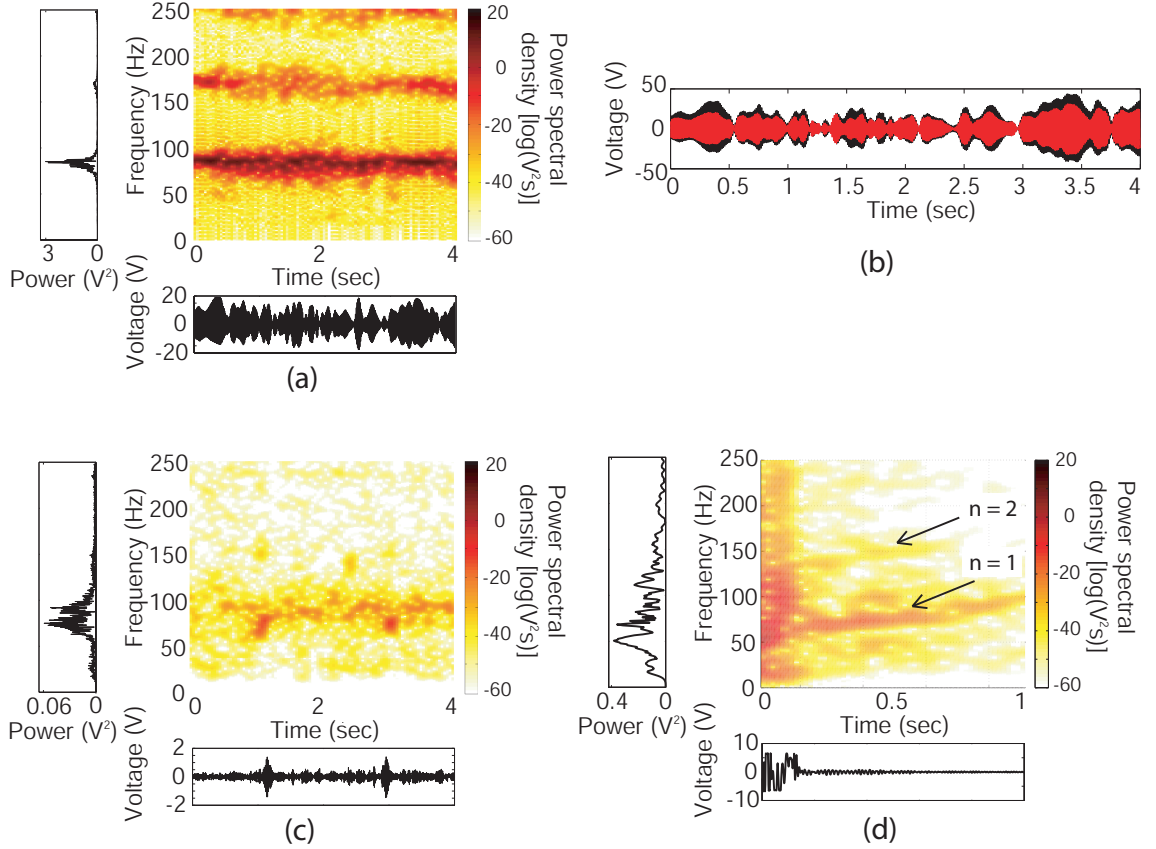 250
200
150
100
50
0
Frequency (Hz)
3 0
Power (V²)
0 2 4
Time (sec)
20
0
-20
-40
-60
Power spectral
density [log(V²s)]
20
0
-20
Voltage (V)
(a)
50
0
-50
Voltage (V)
0 0.5 1 1.5 2 2.5 3 3.5 4
Time (sec)
(b)
250
200
150
100
50
0
Frequency (Hz)
0.06 0
Power (V²)
0 2 4
Time (sec)
20
0
-20
-40
-60
Power spectral
density [log(V²s)]
2
0
-2
Voltage (V)
(c)
250
200
150
100
50
0
Frequency (Hz)
n = 2
n = 1
0.4 0
Power (V²)
0 0.5 1
Time (sec)
20
0
-20
-40
-60
Power spectral
density [log(V²s)]
10
0
-10
Voltage (V)
(d)